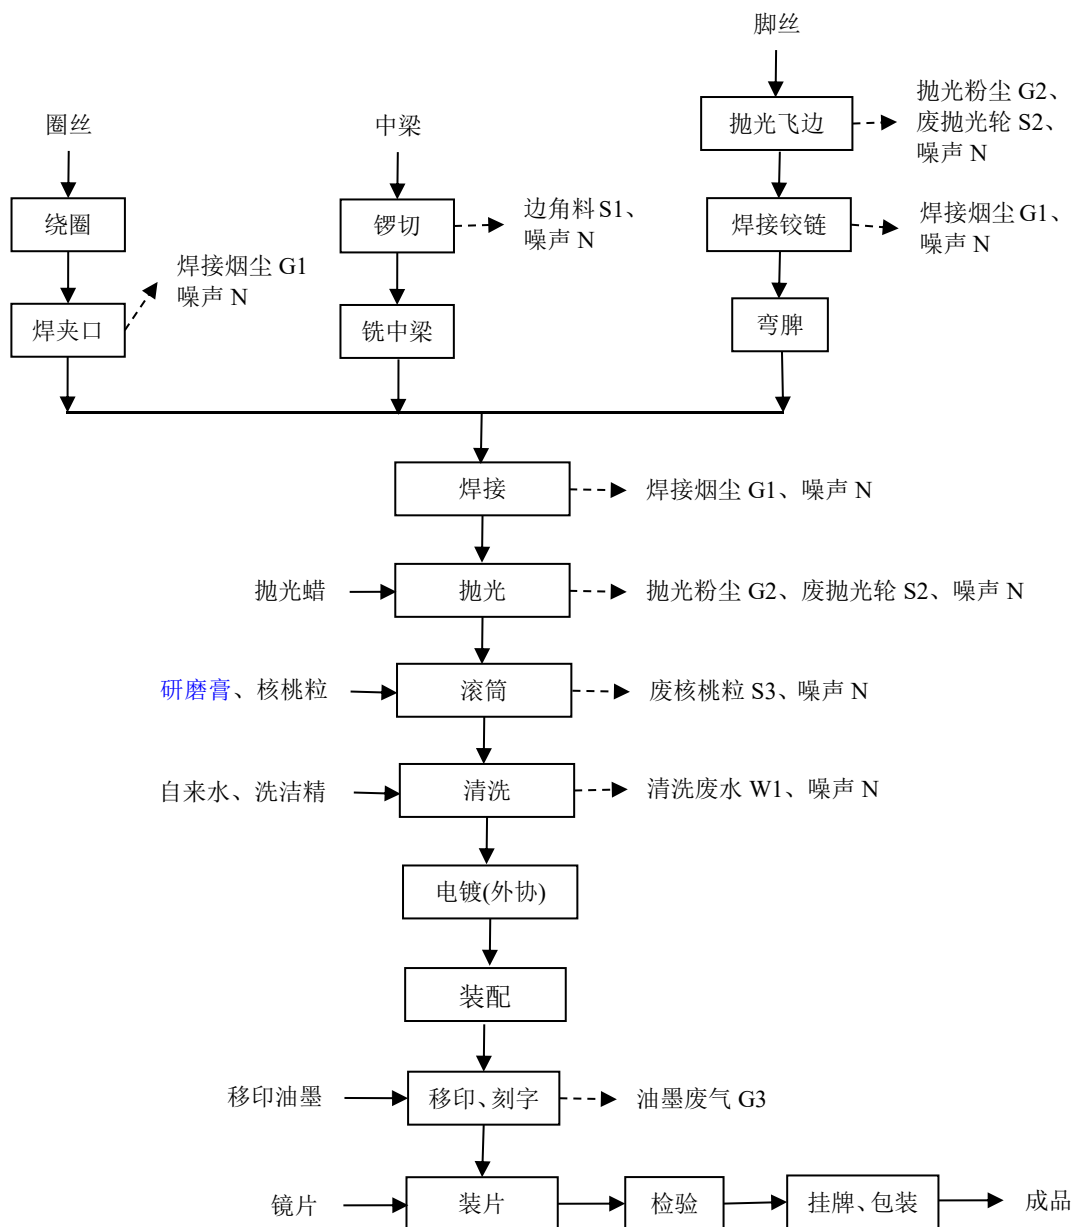 脚丝
抛光飞边
抛光粉尘 G2、
废抛光轮 S2、
噪声 N
圈丝
中梁
绕圈
锣切
边角料 S1、
噪声 N
焊接铰链
焊接烟尘 G1、
噪声 N
焊接烟尘 G1
噪声 N
焊夹口
铣中梁
弯脾
焊接
焊接烟尘 G1、噪声 N
抛光蜡
抛光
抛光粉尘 G2、废抛光轮 S2、噪声 N
研磨膏、核桃粒
滚筒
废核桃粒 S3、噪声 N
自来水、洗洁精
清洗
清洗废水 W1、噪声 N
电镀(外协)
装配
移印油墨
移印、刻字
油墨废气 G3
镜片
装片
检验
挂牌、包装
成品